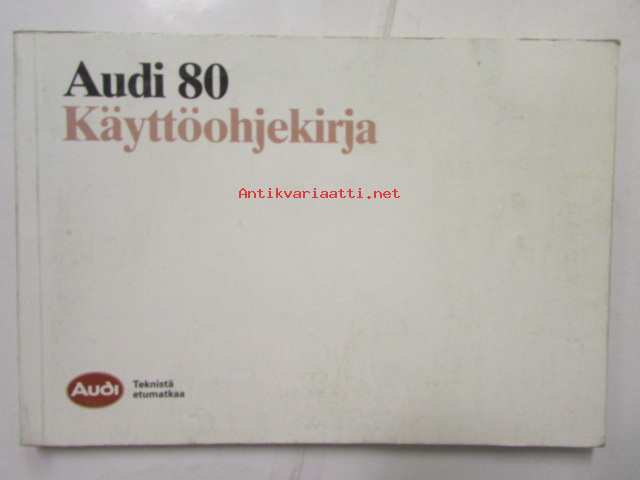 Audi 80
Käyttöohjekirja
Antikvariaatti.net
Audi
Teknistä
etumatkaa